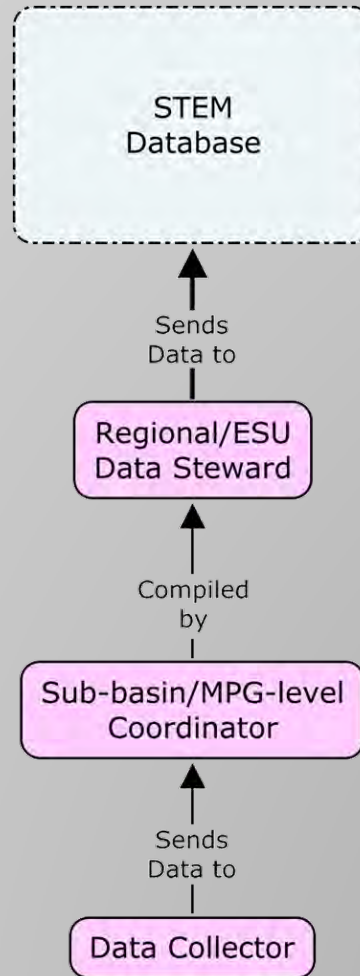 STEM
Database
Sends
Data to
Regional/ESU
Data Steward
Compiled
by
Sub-basin/MPG-level
Coordinator
Sends
Data to
Data Collector